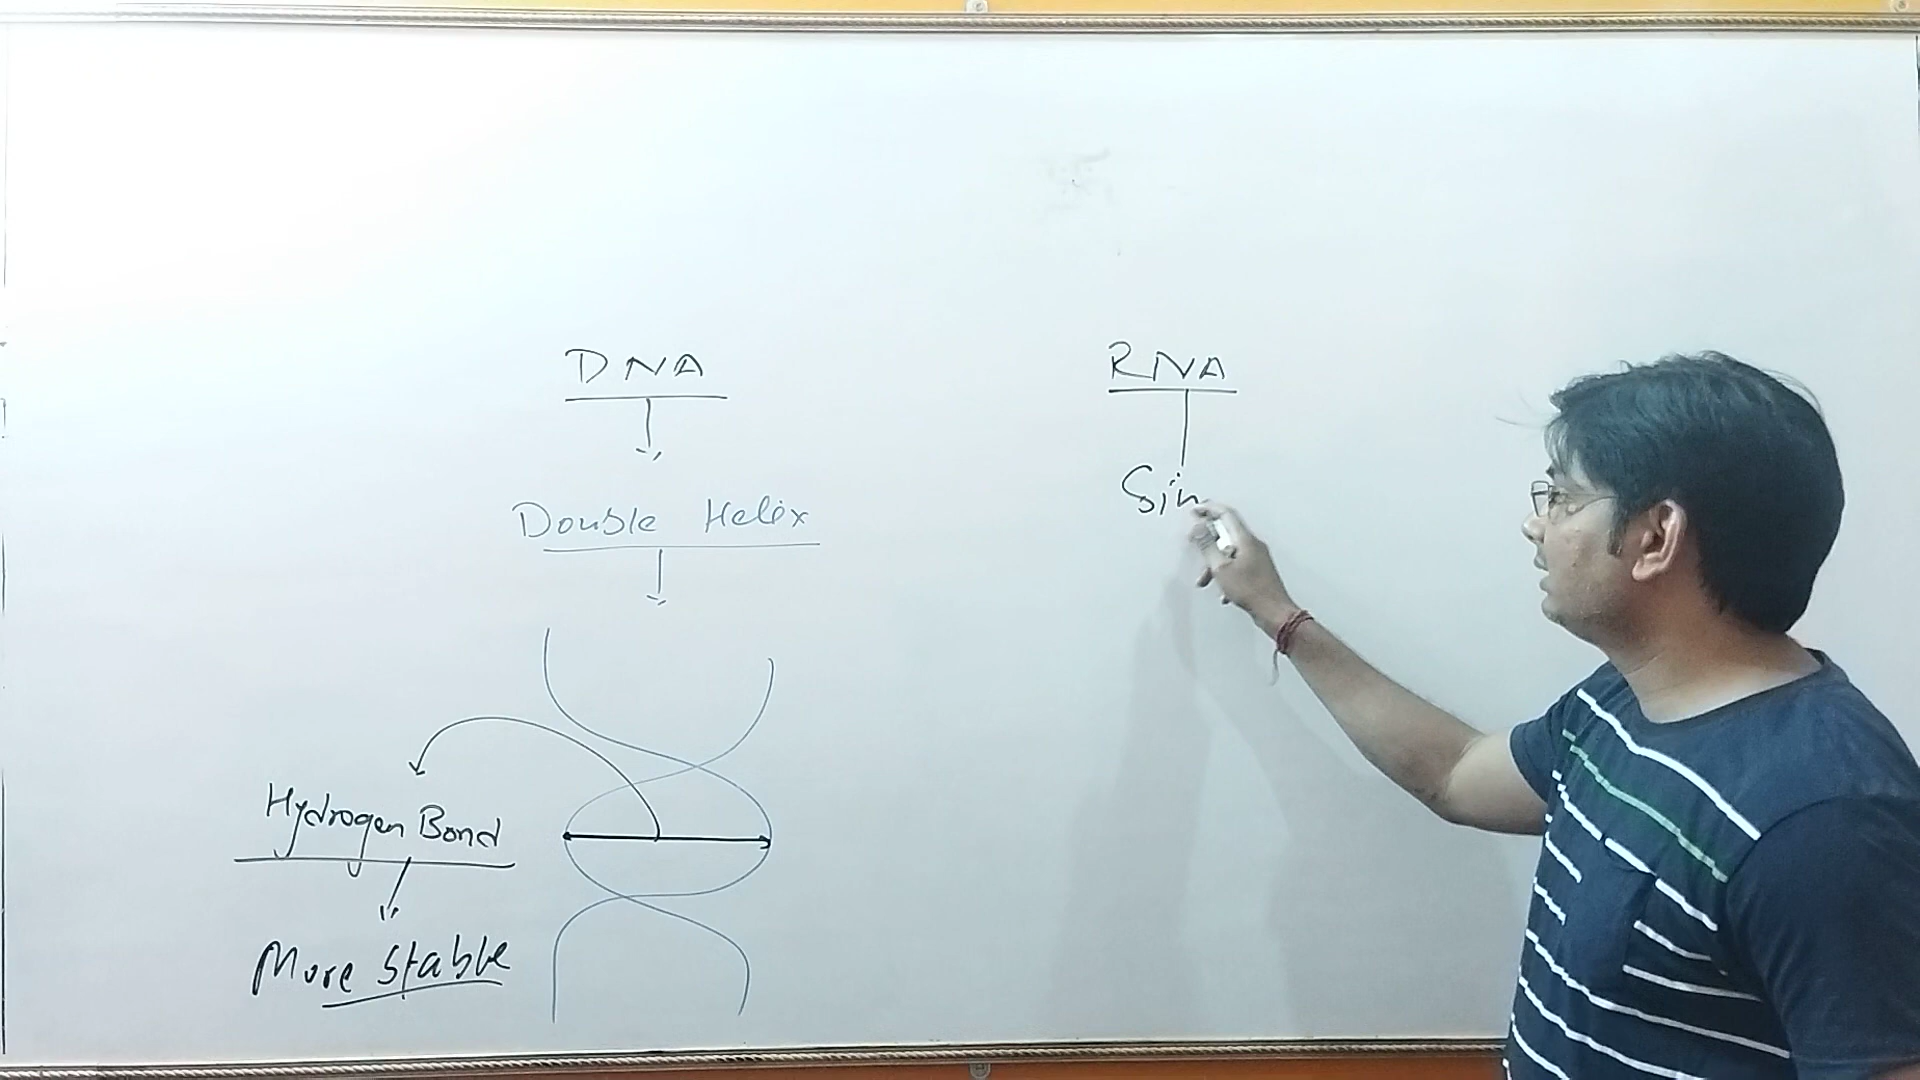 DNA
Double Helix
Hydrogen Bond
More Stable
RNA
Sin